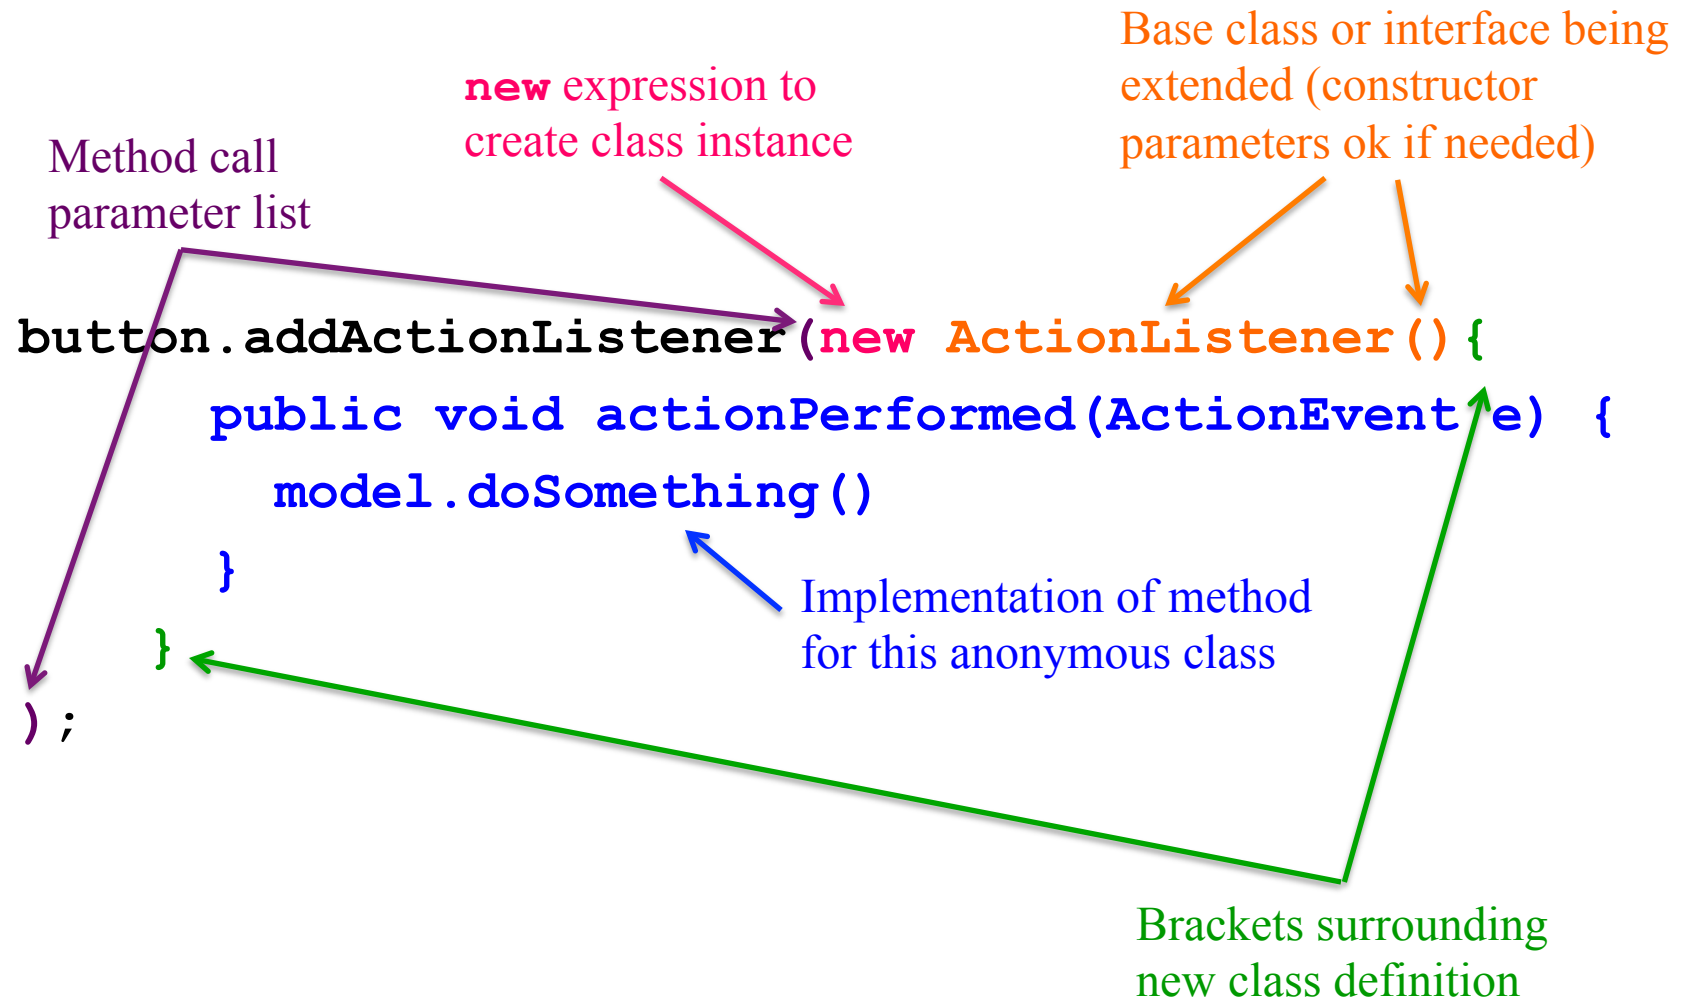 Base class or interface being
extended (constructor
parameters ok if needed)
new expression to
create class instance
Method call
parameter list
button.addActionListener(new ActionListener(){
public void actionPerformed(ActionEvent e) {
model.doSomething()
}
Implementation of method
for this anonymous class
}
);
Brackets surrounding
new class definition